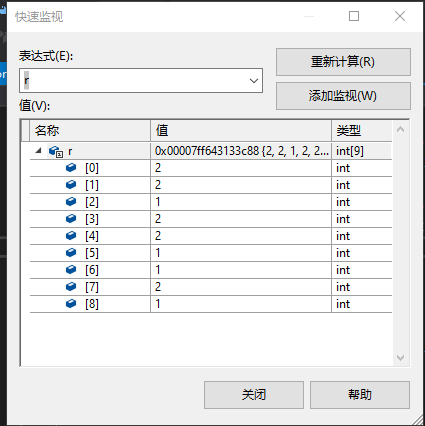 快速监视
表达式(E):
重新计算(R)
r
添加监视(W)
值(V):
名称 值 类型
r 0x00007ff643133c88 {2, 2, 1, 2, 2... int[9]
[0] 2 int
[1] 2 int
[2] 1 int
[3] 2 int
[4] 2 int
[5] 1 int
[6] 1 int
[7] 2 int
[8] 1 int
关闭 帮助